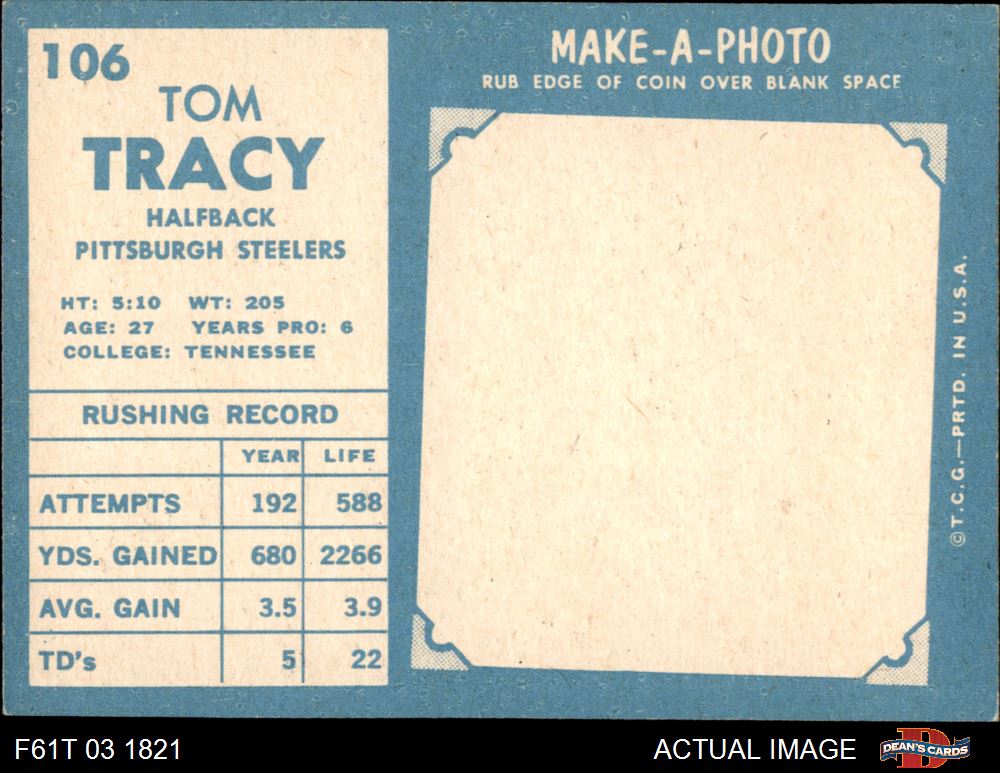 106
TOM
TRACY
HALFBACK
PITTSBURGH STEELERS
HT: 5:10 WT: 205
AGE: 27 YEARS PRO: 6
COLLEGE: TENNESSEE
RUSHING RECORD
YEAR LIFE
ATTEMPTS 192 588
YDS. GAINED 680 2266
AVG. GAIN 3.5 3.9
TD's 5 22
MAKE-A-PHOTO
RUB EDGE OF COIN OVER BLANK SPACE
©T.C.G.—PRTD. IN U.S.A.
F61T 03 1821
ACTUAL IMAGE
DEAN'S CARDS